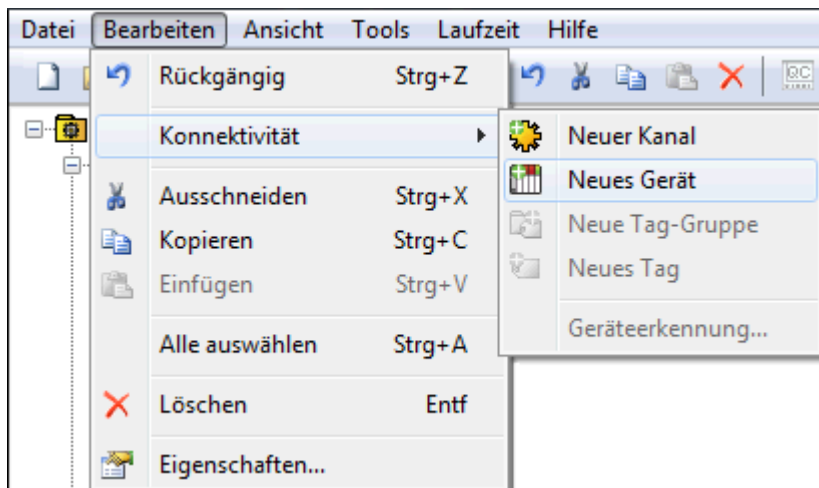 Datei Bearbeiten Ansicht Tools Laufzeit Hilfe
Rückgängig Strg+Z
QC
Konnektivität
Neuer Kanal
Neues Gerät
Neue Tag-Gruppe
Neues Tag
Geräteerkennung...
Ausschneiden Strg+X
Kopieren Strg+C
Einfügen Strg+V
Alle auswählen Strg+A
Löschen Entf
Eigenschaften...